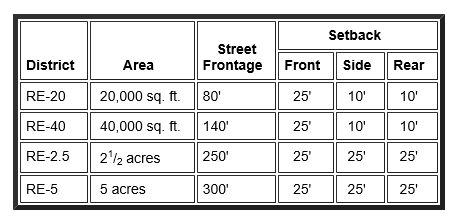 Setback
District Area Street Frontage Front Side Rear
RE-20 20,000 sq. ft. 80' 25' 10' 10'
RE-40 40,000 sq. ft. 140' 25' 10' 10'
RE-2.5 2 1/2 acres 250' 25' 25' 25'
RE-5 5 acres 300' 25' 25' 25'